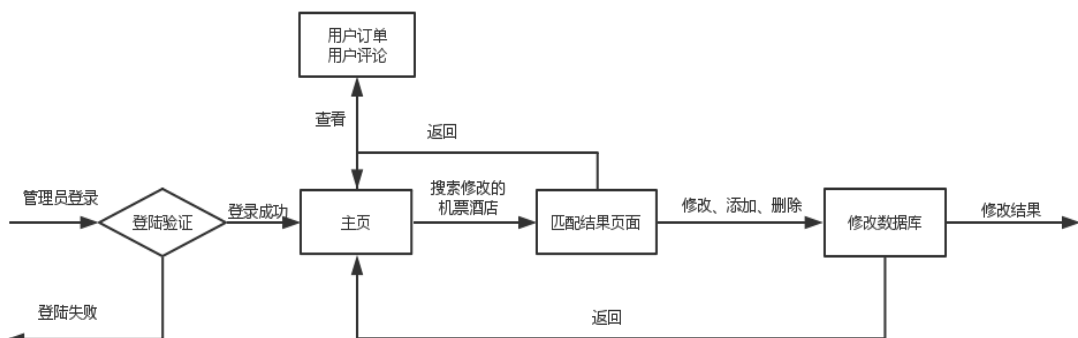 用户订单
用户评论
查看
返回
管理员登录
登陆验证
登录成功
主页
搜索修改的
机票酒店
匹配结果页面
修改、添加、删除
修改数据库
修改结果
登陆失败
返回